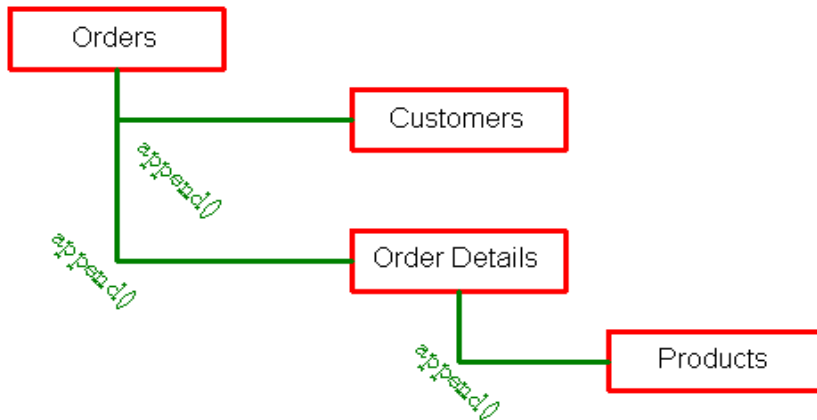 Orders
Customers
append()
append()
Order Details
append()
Products